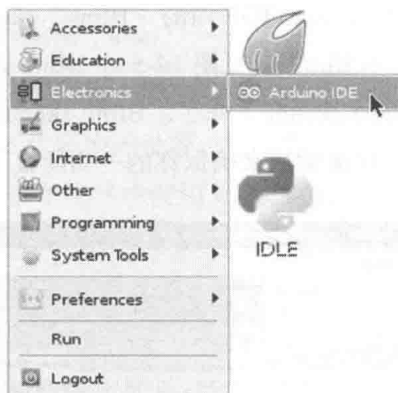 Accessories
Education
Electronics
Arduino IDE
Graphics
Internet
Other
Programming
System Tools
IDLE
Preferences
Run
Logout